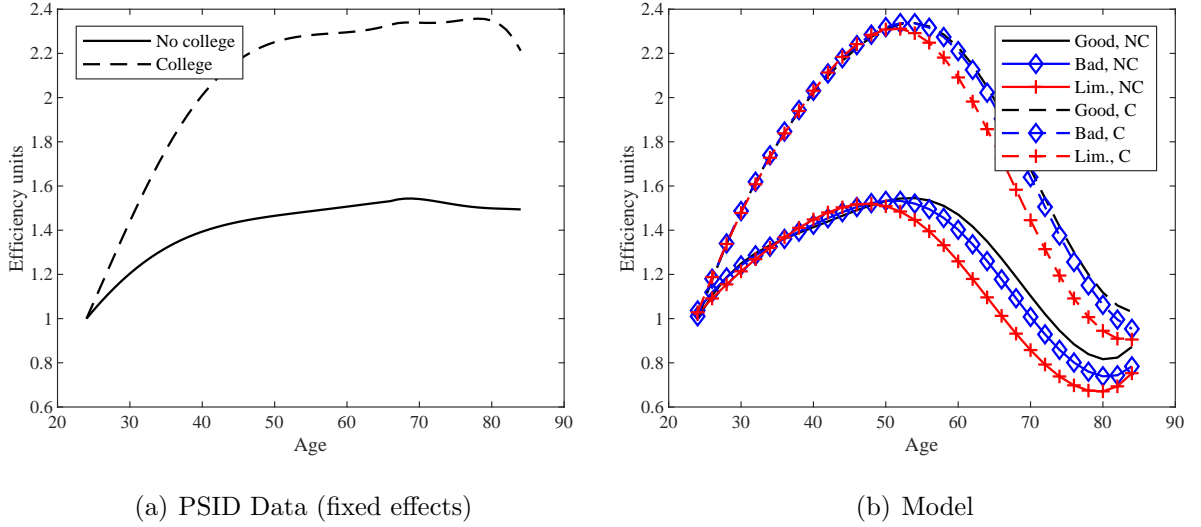 2.4
2.2
2
1.8
1.6
1.4
1.2
1
0.8
0.6
Efficiency units
No college
College
20 30 40 50 60 70 80 90
Age
(a) PSID Data (fixed effects)
2.4
2.2
2
1.8
1.6
1.4
1.2
1
0.8
0.6
Efficiency units
Good, NC
Bad, NC
Lim., NC
Good, C
Bad, C
Lim., C
20 30 40 50 60 70 80 90
Age
(b) Model